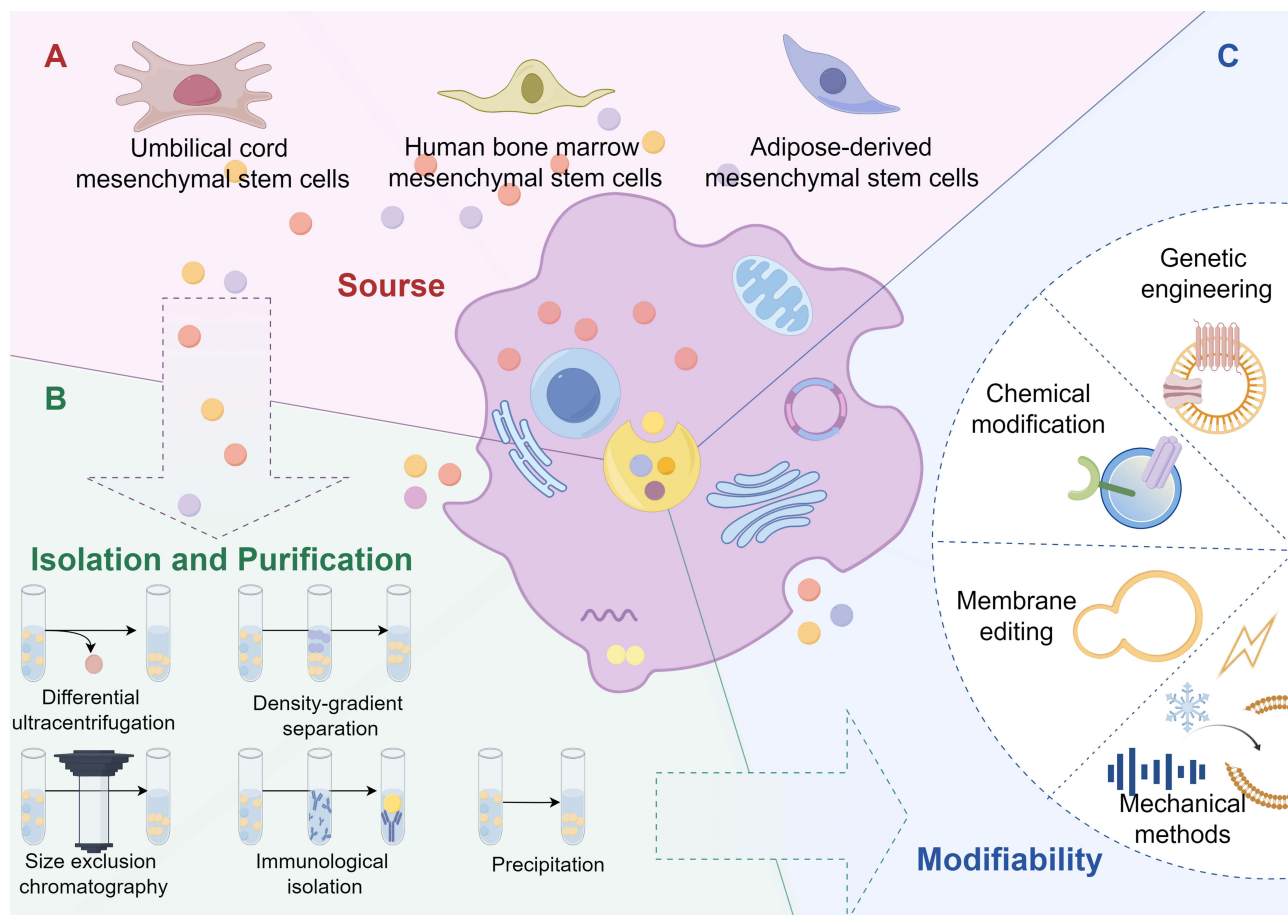 A
Umbilical cord
mesenchymal stem cells
Human bone marrow
mesenchymal stem cells
Adipose-derived
mesenchymal stem cells
Sourse
B
Isolation and Purification
Differential
ultracentrifugation
Density-gradient
separation
Size exclusion
chromatography
Immunological
isolation
Precipitation
C
Genetic
engineering
Chemical
modification
Membrane
editing
Mechanical
methods
Modifiability